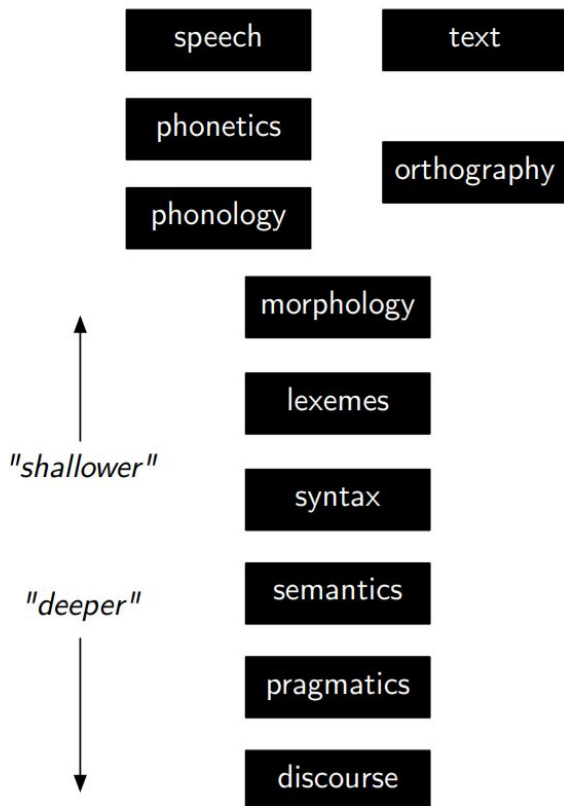 speech
text
phonetics
orthography
phonology
morphology
lexemes
"shallower"
syntax
semantics
"deeper"
pragmatics
discourse